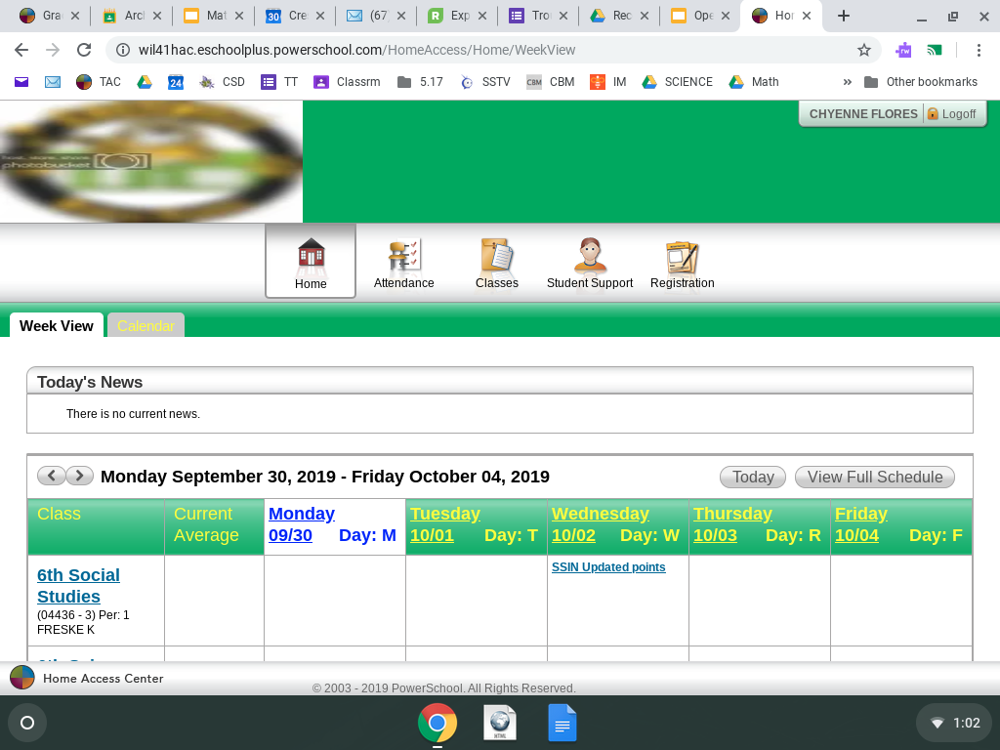 Gra
Arc
Mat
Cre
(67
Exp
Tro
Rec
Ope
Hor
wil41hac.eschoolplus.powerschool.com/HomeAccess/Home/WeekView
TAC
24
CSD
TT
Classrm
5.17
SSTV
CBM
CBM
IM
SCIENCE
Math
Other bookmarks
photobucket
CHYENNE FLORES
Logoff
Home
Attendance
Classes
Student Support
Registration
Week View
Calendar
Today's News
There is no current news.
Monday September 30, 2019 - Friday October 04, 2019
Today
View Full Schedule
Class
Current Average
Monday 09/30 Day: M
Tuesday 10/01 Day: T
Wednesday 10/02 Day: W
Thursday 10/03 Day: R
Friday 10/04 Day: F
6th Social
Studies
(04436 - 3) Per: 1
FRESKE K
SSIN Updated points
Home Access Center
© 2003 - 2019 PowerSchool. All Rights Reserved.
HTML
1:02